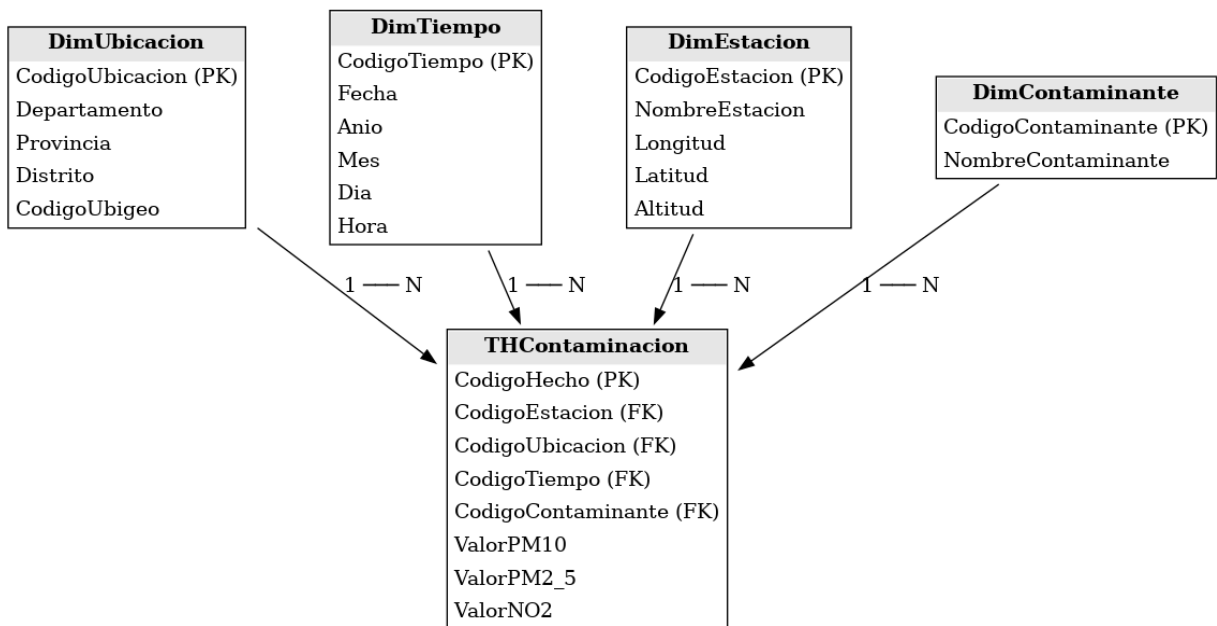 DimUbicacion
CodigoUbicacion (PK)
Departamento
Provincia
Distrito
CodigoUbigeo
DimTiempo
CodigoTiempo (PK)
Fecha
Anio
Mes
Dia
Hora
DimEstacion
CodigoEstacion (PK)
NombreEstacion
Longitud
Latitud
Altitud
DimContaminante
CodigoContaminante (PK)
NombreContaminante
1 ── N
1 ── N
1 ── N
1 ── N
THContaminacion
CodigoHecho (PK)
CodigoEstacion (FK)
CodigoUbicacion (FK)
CodigoTiempo (FK)
CodigoContaminante (FK)
ValorPM10
ValorPM2_5
ValorNO2